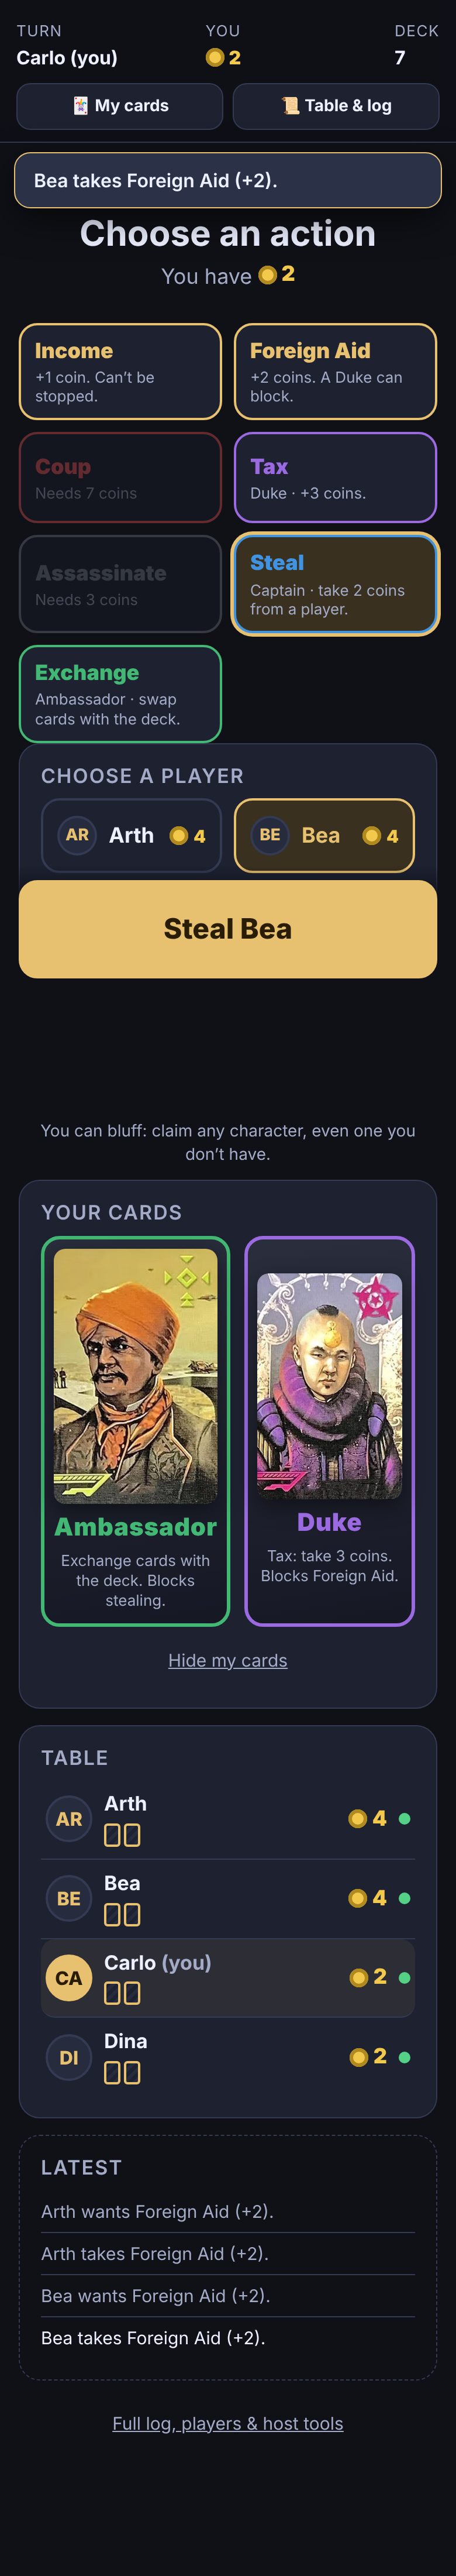 TURN
Carlo (you)
YOU
2
DECK
7
My cards
Table & log
Bea takes Foreign Aid (+2).
Choose an action
You have 2
Income
+1 coin. Can’t be
stopped.
Foreign Aid
+2 coins. A Duke can
block.
Coup
Needs 7 coins
Tax
Duke · +3 coins.
Assassinate
Needs 3 coins
Steal
Captain · take 2 coins
from a player.
Exchange
Ambassador · swap
cards with the deck.
CHOOSE A PLAYER
AR Arth 4
BE Bea 4
Steal Bea
You can bluff: claim any character, even one you
don’t have.
YOUR CARDS
Ambassador
Exchange cards with
the deck. Blocks
stealing.
Duke
Tax: take 3 coins.
Blocks Foreign Aid.
Hide my cards
TABLE
AR Arth 4
BE Bea 4
CA Carlo (you) 2
DI Dina 2
LATEST
Arth wants Foreign Aid (+2).
Arth takes Foreign Aid (+2).
Bea wants Foreign Aid (+2).
Bea takes Foreign Aid (+2).
Full log, players & host tools